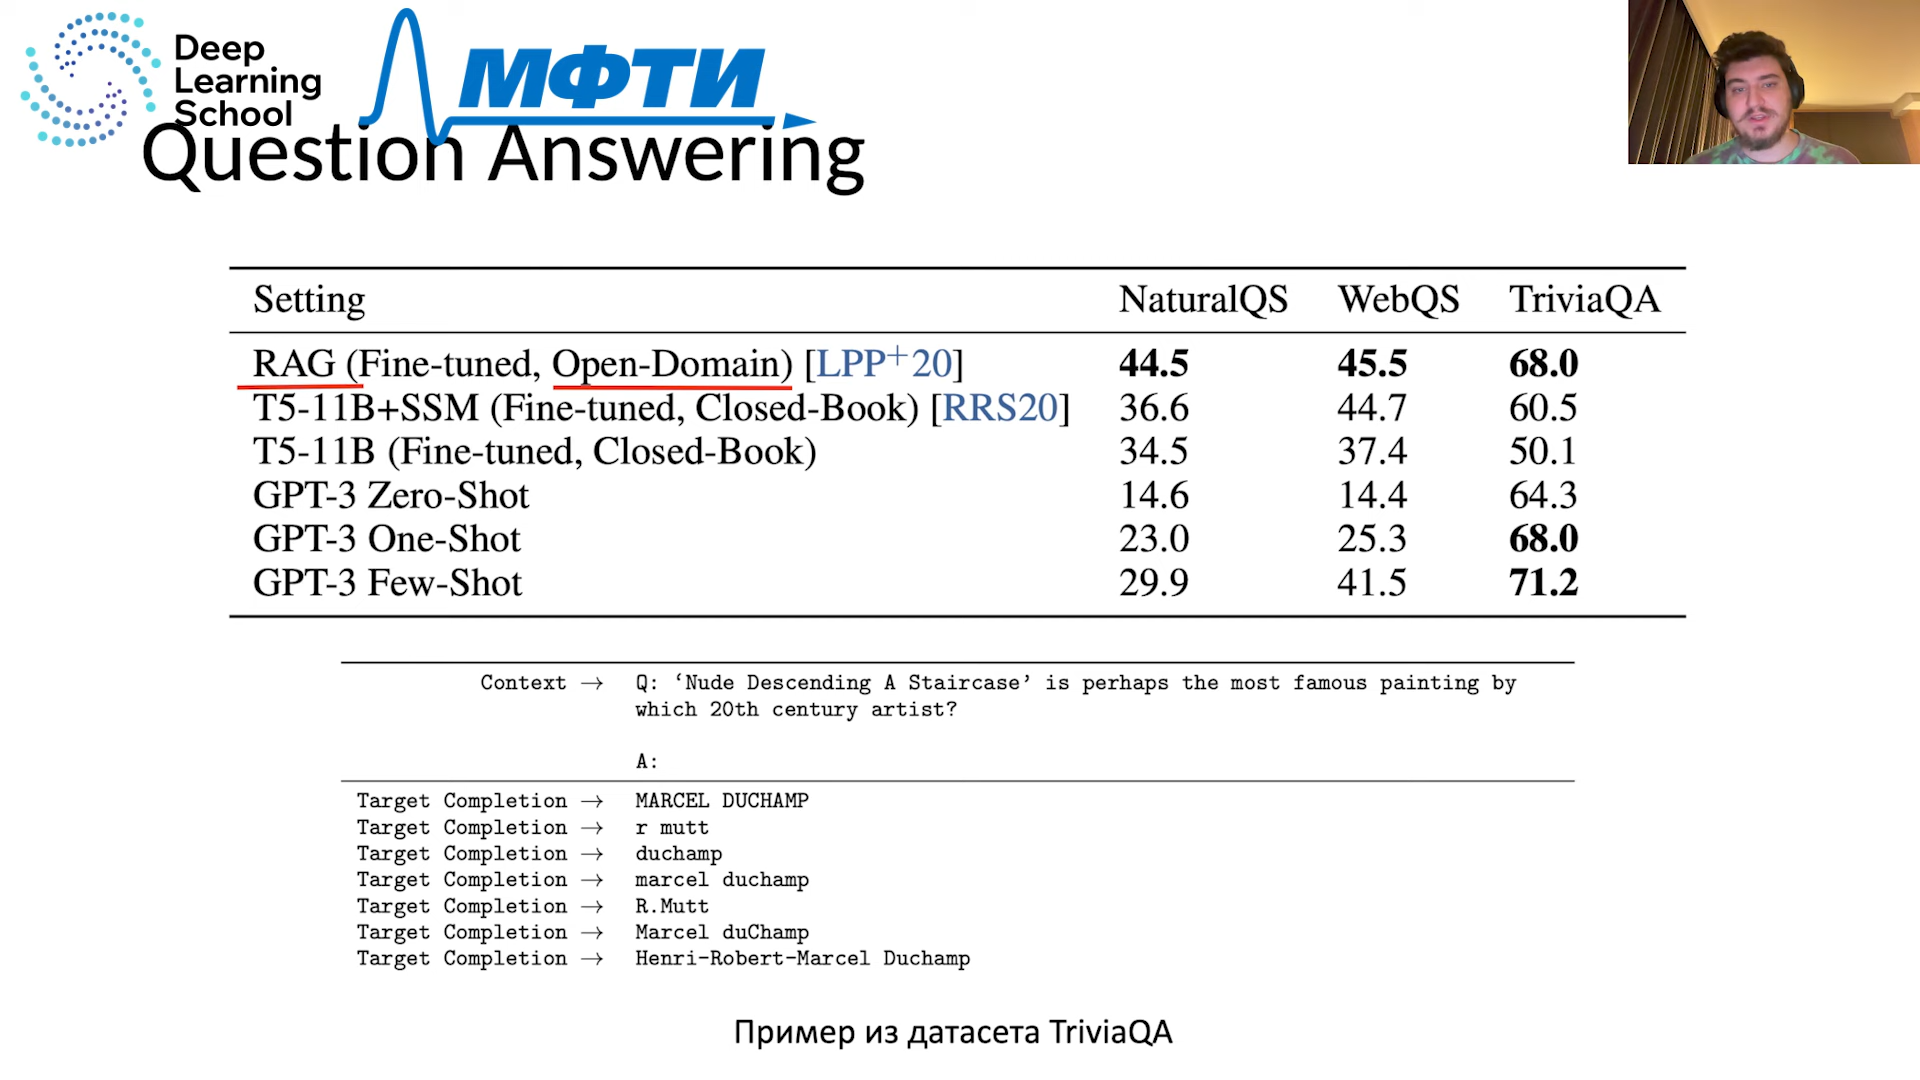 Deep
Learning
School
МФТИ
Question Answering
Setting NaturalQS WebQS TriviaQA
RAG (Fine-tuned, Open-Domain) [LPP+20] 44.5 45.5 68.0
T5-11B+SSM (Fine-tuned, Closed-Book) [RRS20] 36.6 44.7 60.5
T5-11B (Fine-tuned, Closed-Book) 34.5 37.4 50.1
GPT-3 Zero-Shot 14.6 14.4 64.3
GPT-3 One-Shot 23.0 25.3 68.0
GPT-3 Few-Shot 29.9 41.5 71.2
Context → Q: ‘Nude Descending A Staircase’ is perhaps the most famous painting by
which 20th century artist?
A:
Target Completion → MARCEL DUCHAMP
Target Completion → r mutt
Target Completion → duchamp
Target Completion → marcel duchamp
Target Completion → R.Mutt
Target Completion → Marcel duChamp
Target Completion → Henri-Robert-Marcel Duchamp
Пример из датасета TriviaQA